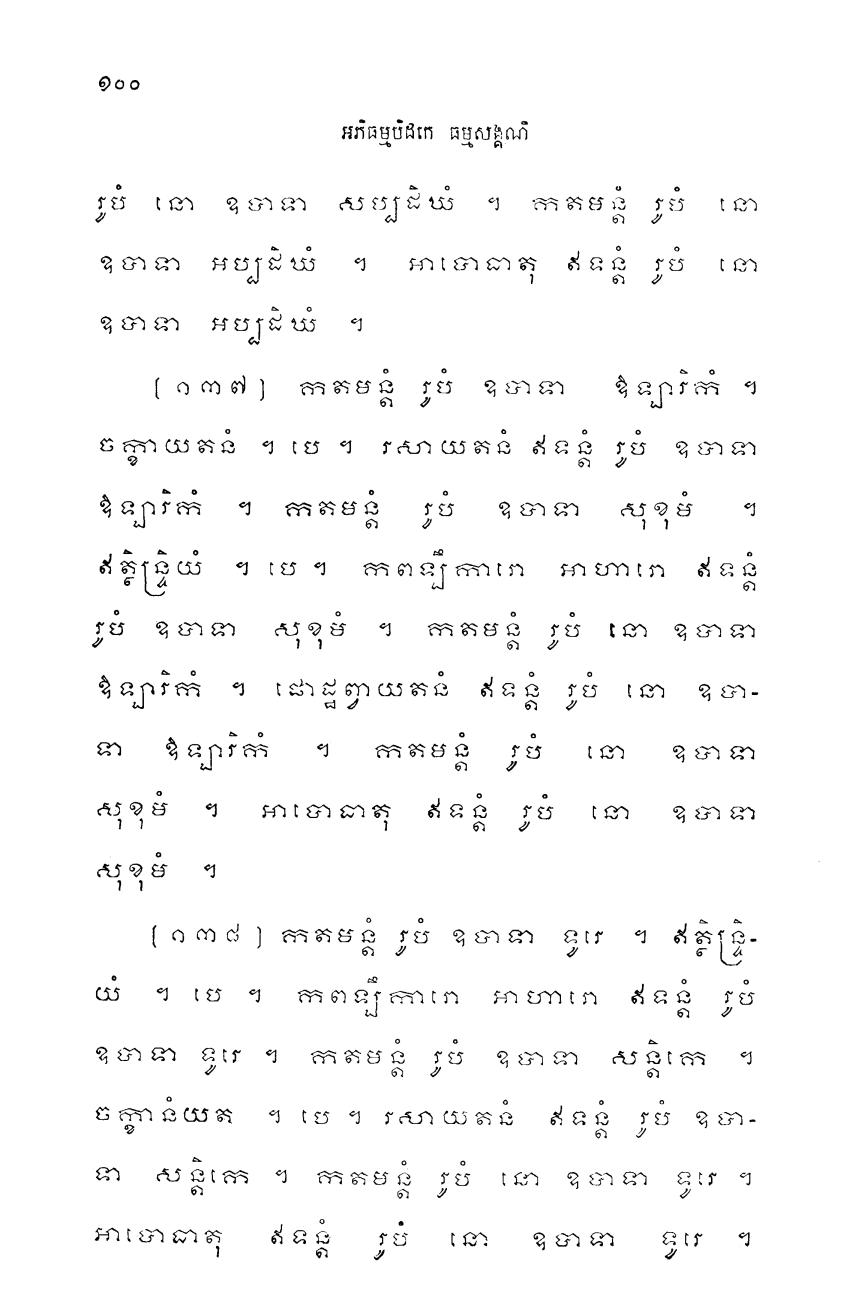 ១០០
អភិធម្មបិដកេ ធម្មសង្គណី
រូបំ នោ ឧបាទា សប្បដិឃំ ។ កតមន្តំ រូបំ នោ
ឧបាទា អប្បដិឃំ ។ អាបោធាតុ ឥទន្តំ រូបំ នោ
ឧបាទា អប្បដិឃំ ។
[១៣៧] កតមន្តំ រូបំ ឧបាទា ឱឡារិកំ ។
ចក្ខាយតនំ ។ បេ ។ រសាយតនំ ឥទន្តំ រូបំ ឧបាទា
ឱឡារិកំ ។ កតមន្តំ រូបំ ឧបាទា សុខុមំ ។
ឥត្ថិន្ទ្រិយំ ។ បេ ។ កពឡឹការោ អាហារោ ឥទន្តំ
រូបំ ឧបាទា សុខុមំ ។ កតមន្តំ រូបំ នោ ឧបាទា
ឱឡារិកំ ។ ផោដ្ឋព្វាយតនំ ឥទន្តំ រូបំ នោ ឧបា-
ទា ឱឡារិកំ ។ កតមន្តំ រូបំ នោ ឧបាទា
សុខុមំ ។ អាបោធាតុ ឥទន្តំ រូបំ នោ ឧបាទា
សុខុមំ ។
[១៣៨] កតមន្តំ រូបំ ឧបាទា ទូរេ ។ ឥត្ថិន្ទ្រិ-
យំ ។ បេ ។ កពឡឹការោ អាហារោ ឥទន្តំ រូបំ
ឧបាទា ទូរេ ។ កតមន្តំ រូបំ ឧបាទា សន្តិកេ ។
ចក្ខានំយត ។ បេ ។ រសាយតនំ ឥទន្តំ រូបំ ឧបា-
ទា សន្តិកេ ។ កតមន្តំ រូបំ នោ ឧបាទា ទូរេ ។
អាបោធាតុ ឥទន្តំ រូបំ នោ ឧបាទា ទូរេ ។